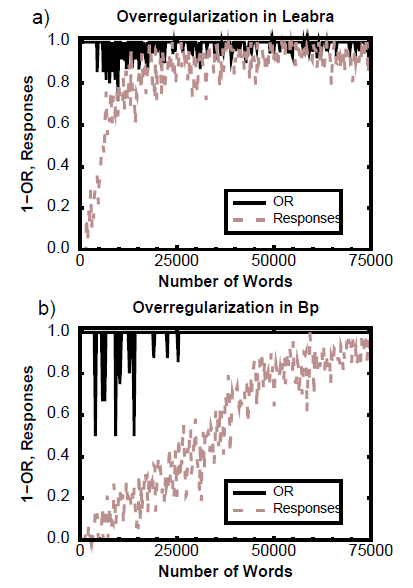 a)
Overregularization in Leabra
1−OR, Responses
1.0
0.8
0.6
0.4
0.2
0.0
OR
Responses
0
25000
50000
75000
Number of Words
b)
Overregularization in Bp
1−OR, Responses
1.0
0.8
0.6
0.4
0.2
0.0
OR
Responses
0
25000
50000
75000
Number of Words